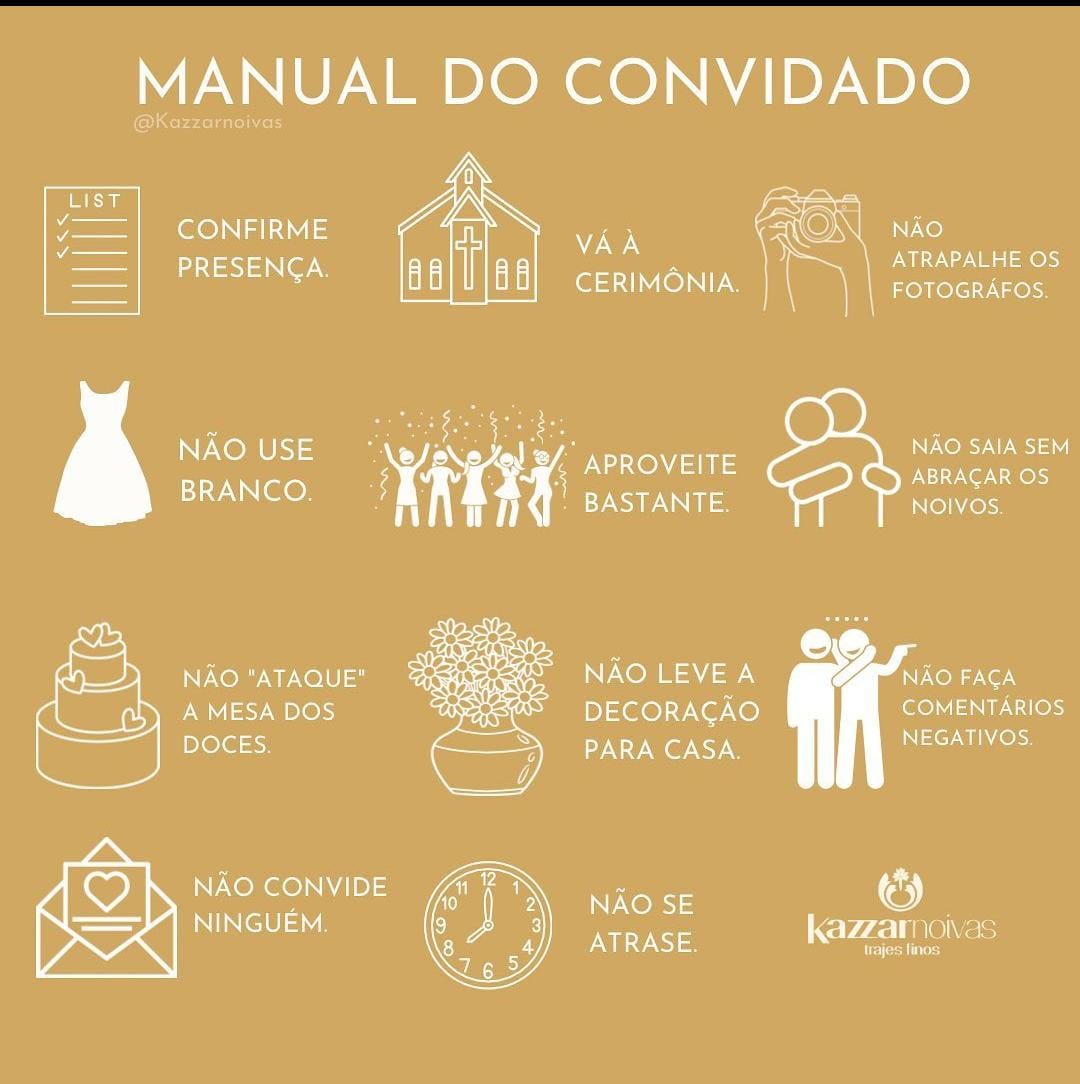 MANUAL DO CONVIDADO
@Kazzarnoivas
LIST
CONFIRME
PRESENÇA.
VÁ À
CERIMÔNIA.
NÃO
ATRAPALHE OS
FOTOGRÁFOS.
NÃO USE
BRANCO.
APROVEITE
BASTANTE.
NÃO SAIA SEM
ABRAÇAR OS
NOIVOS.
NÃO "ATAQUE"
A MESA DOS
DOCES.
NÃO LEVE A
DECORAÇÃO
PARA CASA.
NÃO FAÇA
COMENTÁRIOS
NEGATIVOS.
NÃO CONVIDE
NINGUÉM.
12
1
2
3
4
5
6
7
8
9
10
11
NÃO SE
ATRASE.
kazzarnoivas
trajes finos